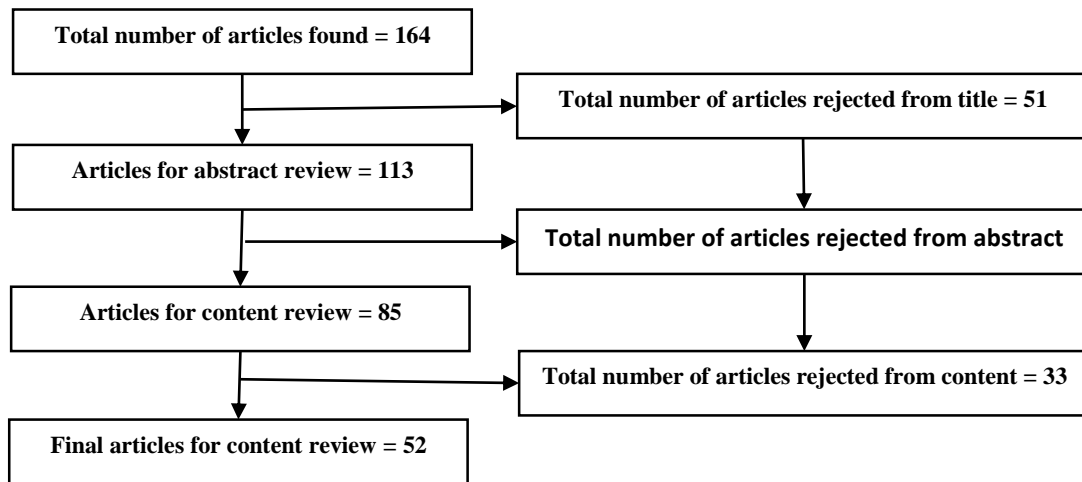 Total number of articles found = 164
Total number of articles rejected from title = 51
Articles for abstract review = 113
Total number of articles rejected from abstract
Articles for content review = 85
Total number of articles rejected from content = 33
Final articles for content review = 52